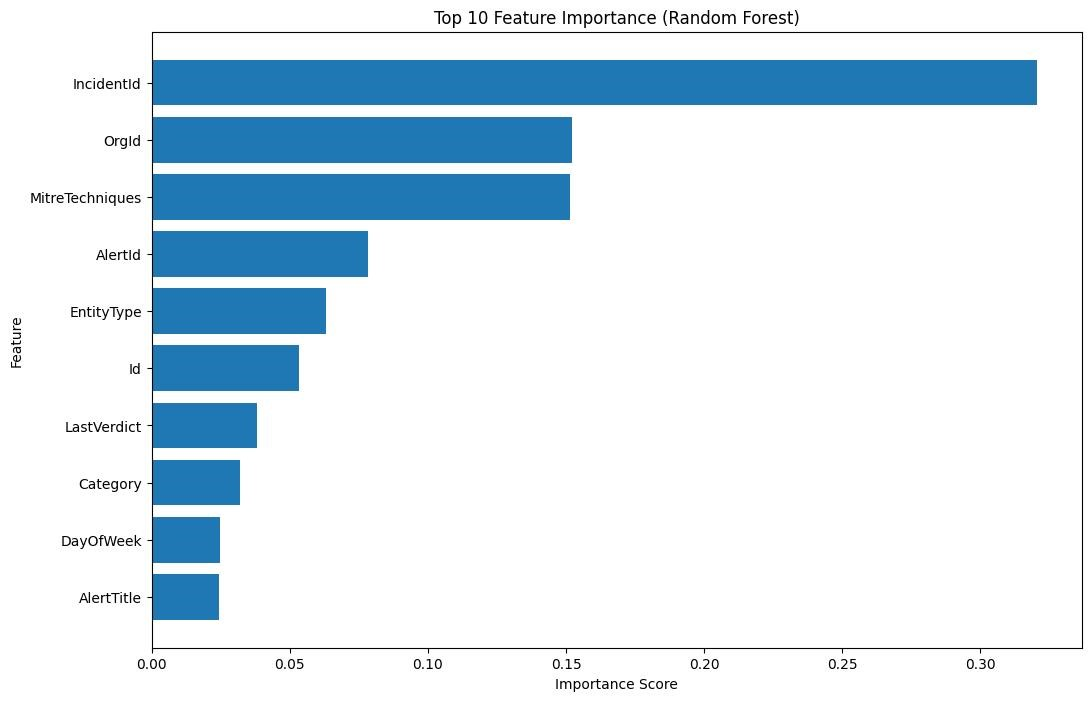 Top 10 Feature Importance (Random Forest)
Feature
IncidentId
OrgId
MitreTechniques
AlertId
EntityType
Id
LastVerdict
Category
DayOfWeek
AlertTitle
0.00 0.05 0.10 0.15 0.20 0.25 0.30
Importance Score